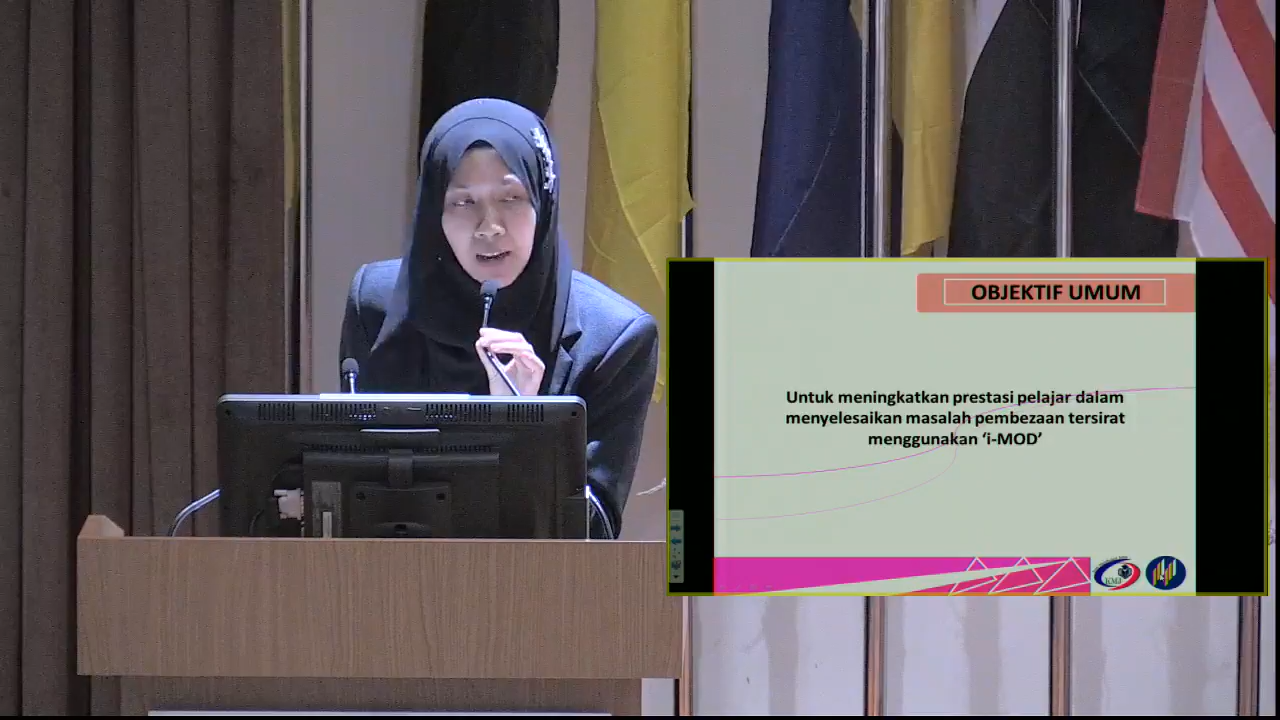 OBJEKTIF UMUM
Untuk meningkatkan prestasi pelajar dalam
menyelesaikan masalah pembezaan tersirat
menggunakan ‘i-MOD’